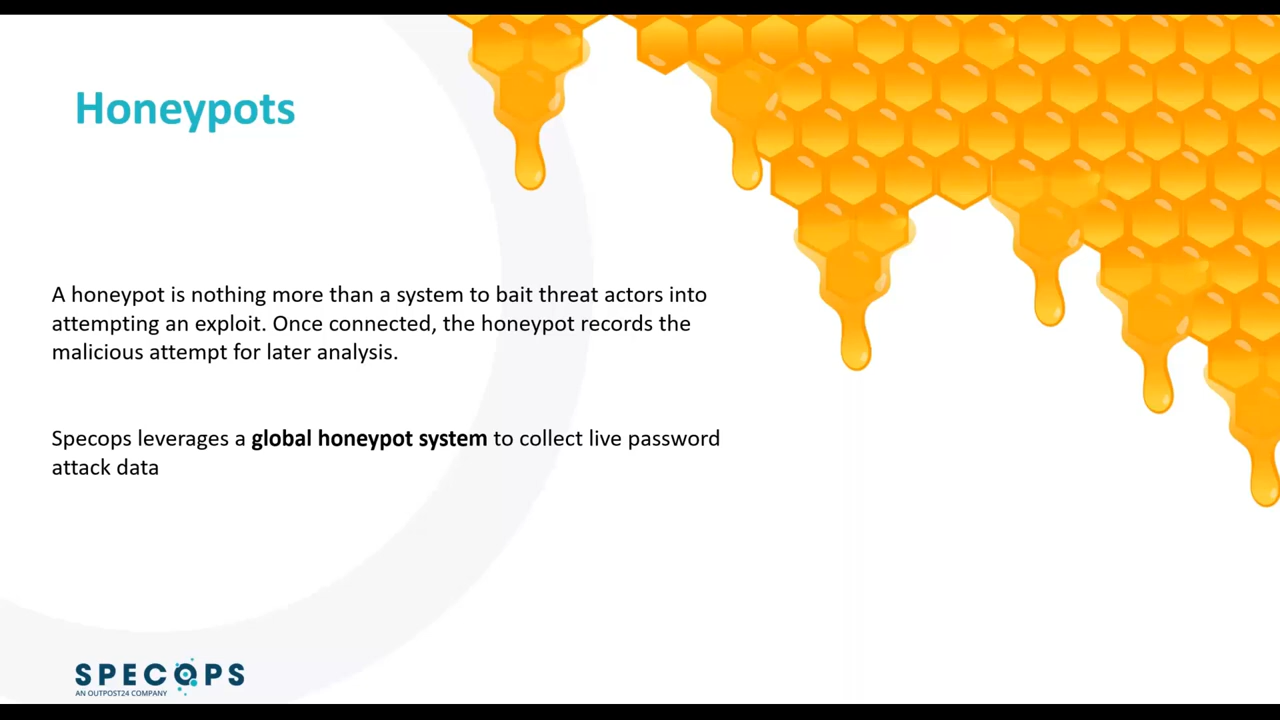 Honeypots
A honeypot is nothing more than a system to bait threat actors into
attempting an exploit. Once connected, the honeypot records the
malicious attempt for later analysis.
Specops leverages a global honeypot system to collect live password
attack data
SPECOPS
AN OUTPOST24 COMPANY